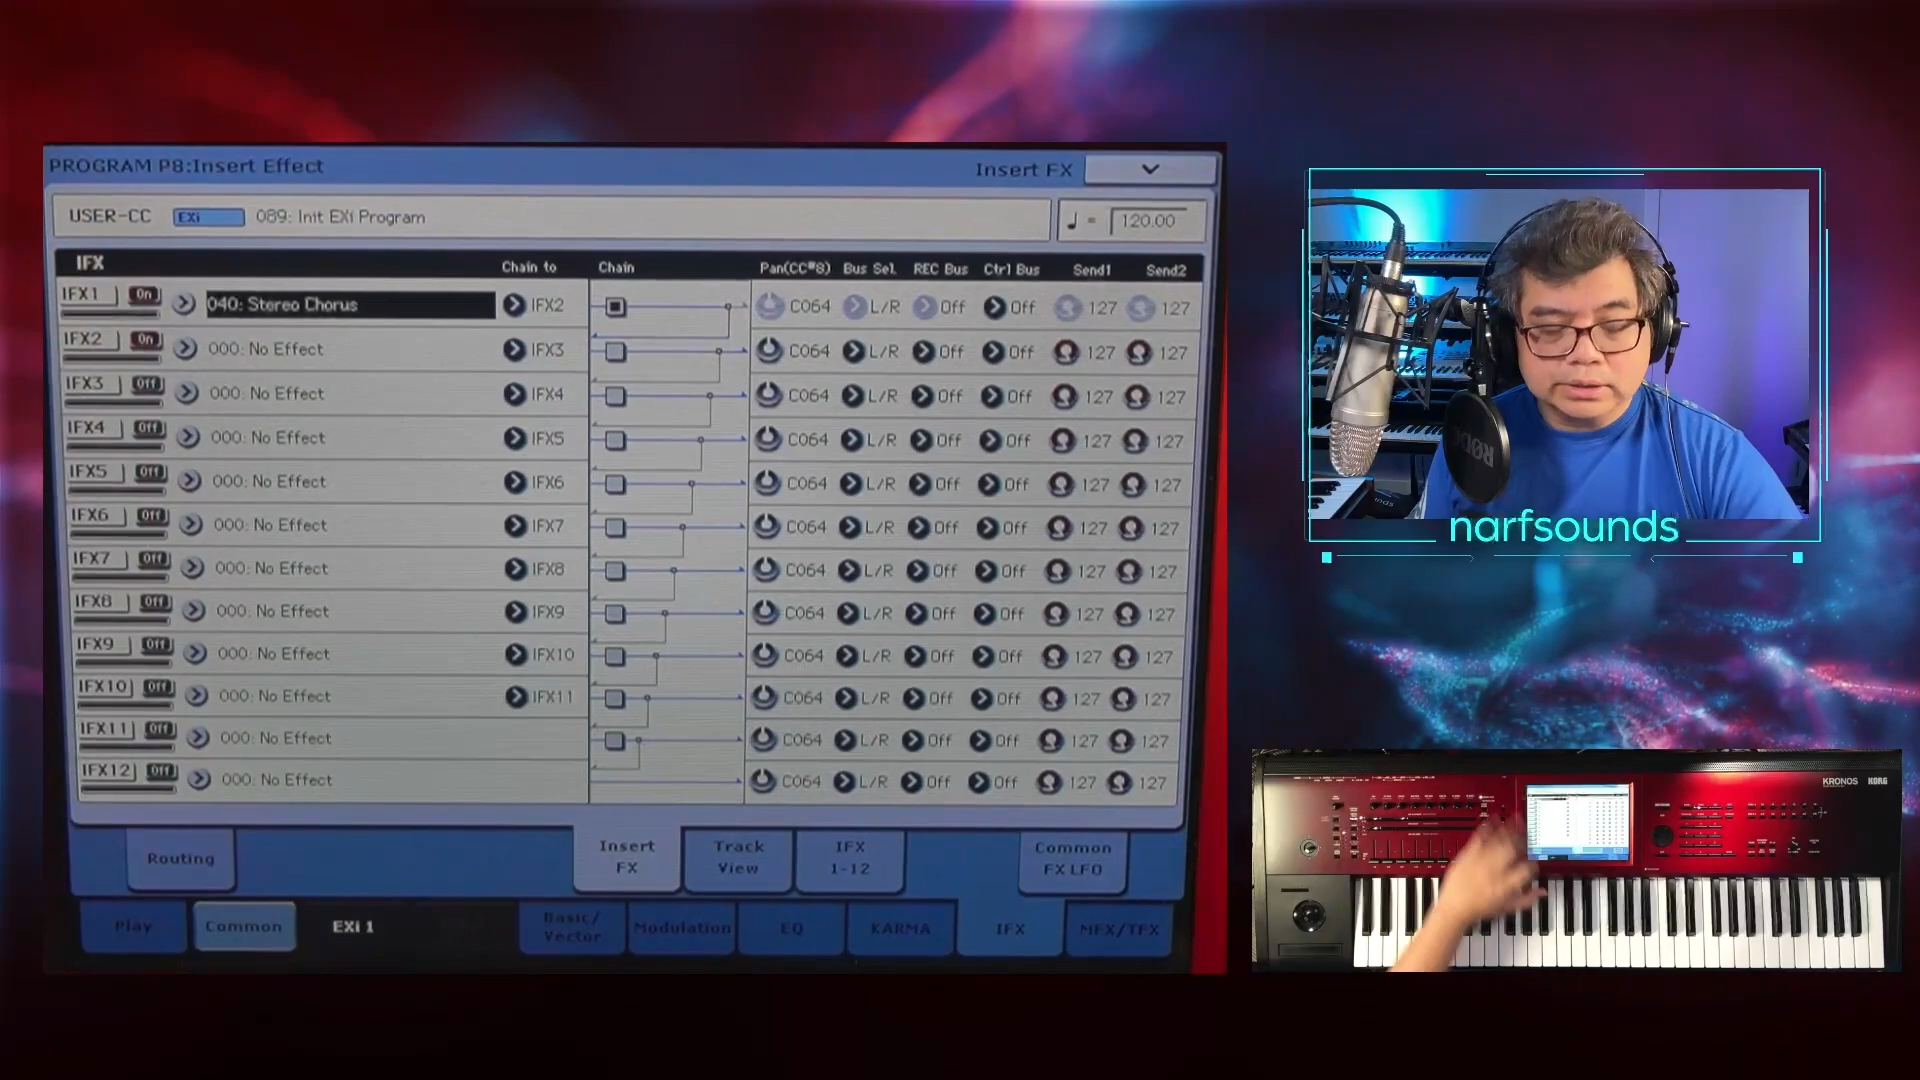 PROGRAM P8:Insert Effect Insert FX
USER-CC EXi 089: Init EXi Program ♩ = 120.00
IFX Chain to Chain Pan(CC#8) Bus Sel. REC Bus Ctrl Bus Send1 Send2
IFX1 On 040: Stereo Chorus IFX2 C064 L/R Off Off 127 127
IFX2 On 000: No Effect IFX3 C064 L/R Off Off 127 127
IFX3 Off 000: No Effect IFX4 C064 L/R Off Off 127 127
IFX4 Off 000: No Effect IFX5 C064 L/R Off Off 127 127
IFX5 Off 000: No Effect IFX6 C064 L/R Off Off 127 127
IFX6 Off 000: No Effect IFX7 C064 L/R Off Off 127 127
IFX7 Off 000: No Effect IFX8 C064 L/R Off Off 127 127
IFX8 Off 000: No Effect IFX9 C064 L/R Off Off 127 127
IFX9 Off 000: No Effect IFX10 C064 L/R Off Off 127 127
IFX10 Off 000: No Effect IFX11 C064 L/R Off Off 127 127
IFX11 Off 000: No Effect C064 L/R Off Off 127 127
IFX12 Off 000: No Effect C064 L/R Off Off 127 127
Routing
Insert FX
Track View
IFX 1-12
Common FX LFO
Play
Common
EXi 1
Basic/ Vector
Modulation
EQ
KARMA
IFX
MFX/TFX
RØDE
narfsounds
KRONOS KORG